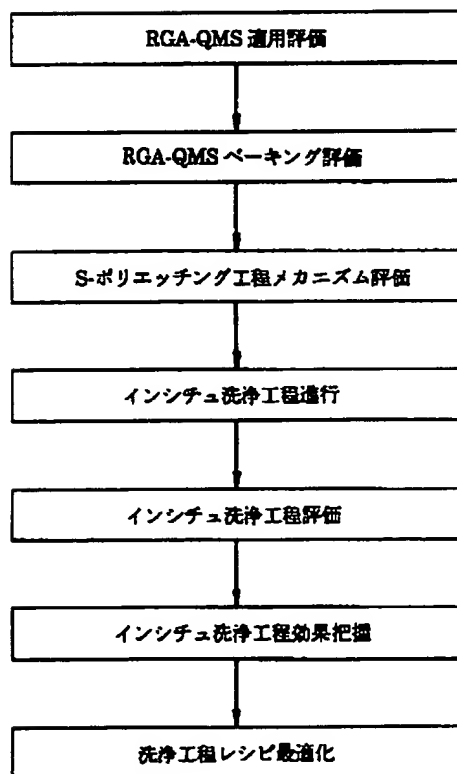 RGA-QMS 適用評価
RGA-QMS ベーキング評価
S-ポリエッチング工程メカニズム評価
インシチュ洗浄工程進行
インシチュ洗浄工程評価
インシチュ洗浄工程効果把握
洗浄工程レシピ最適化